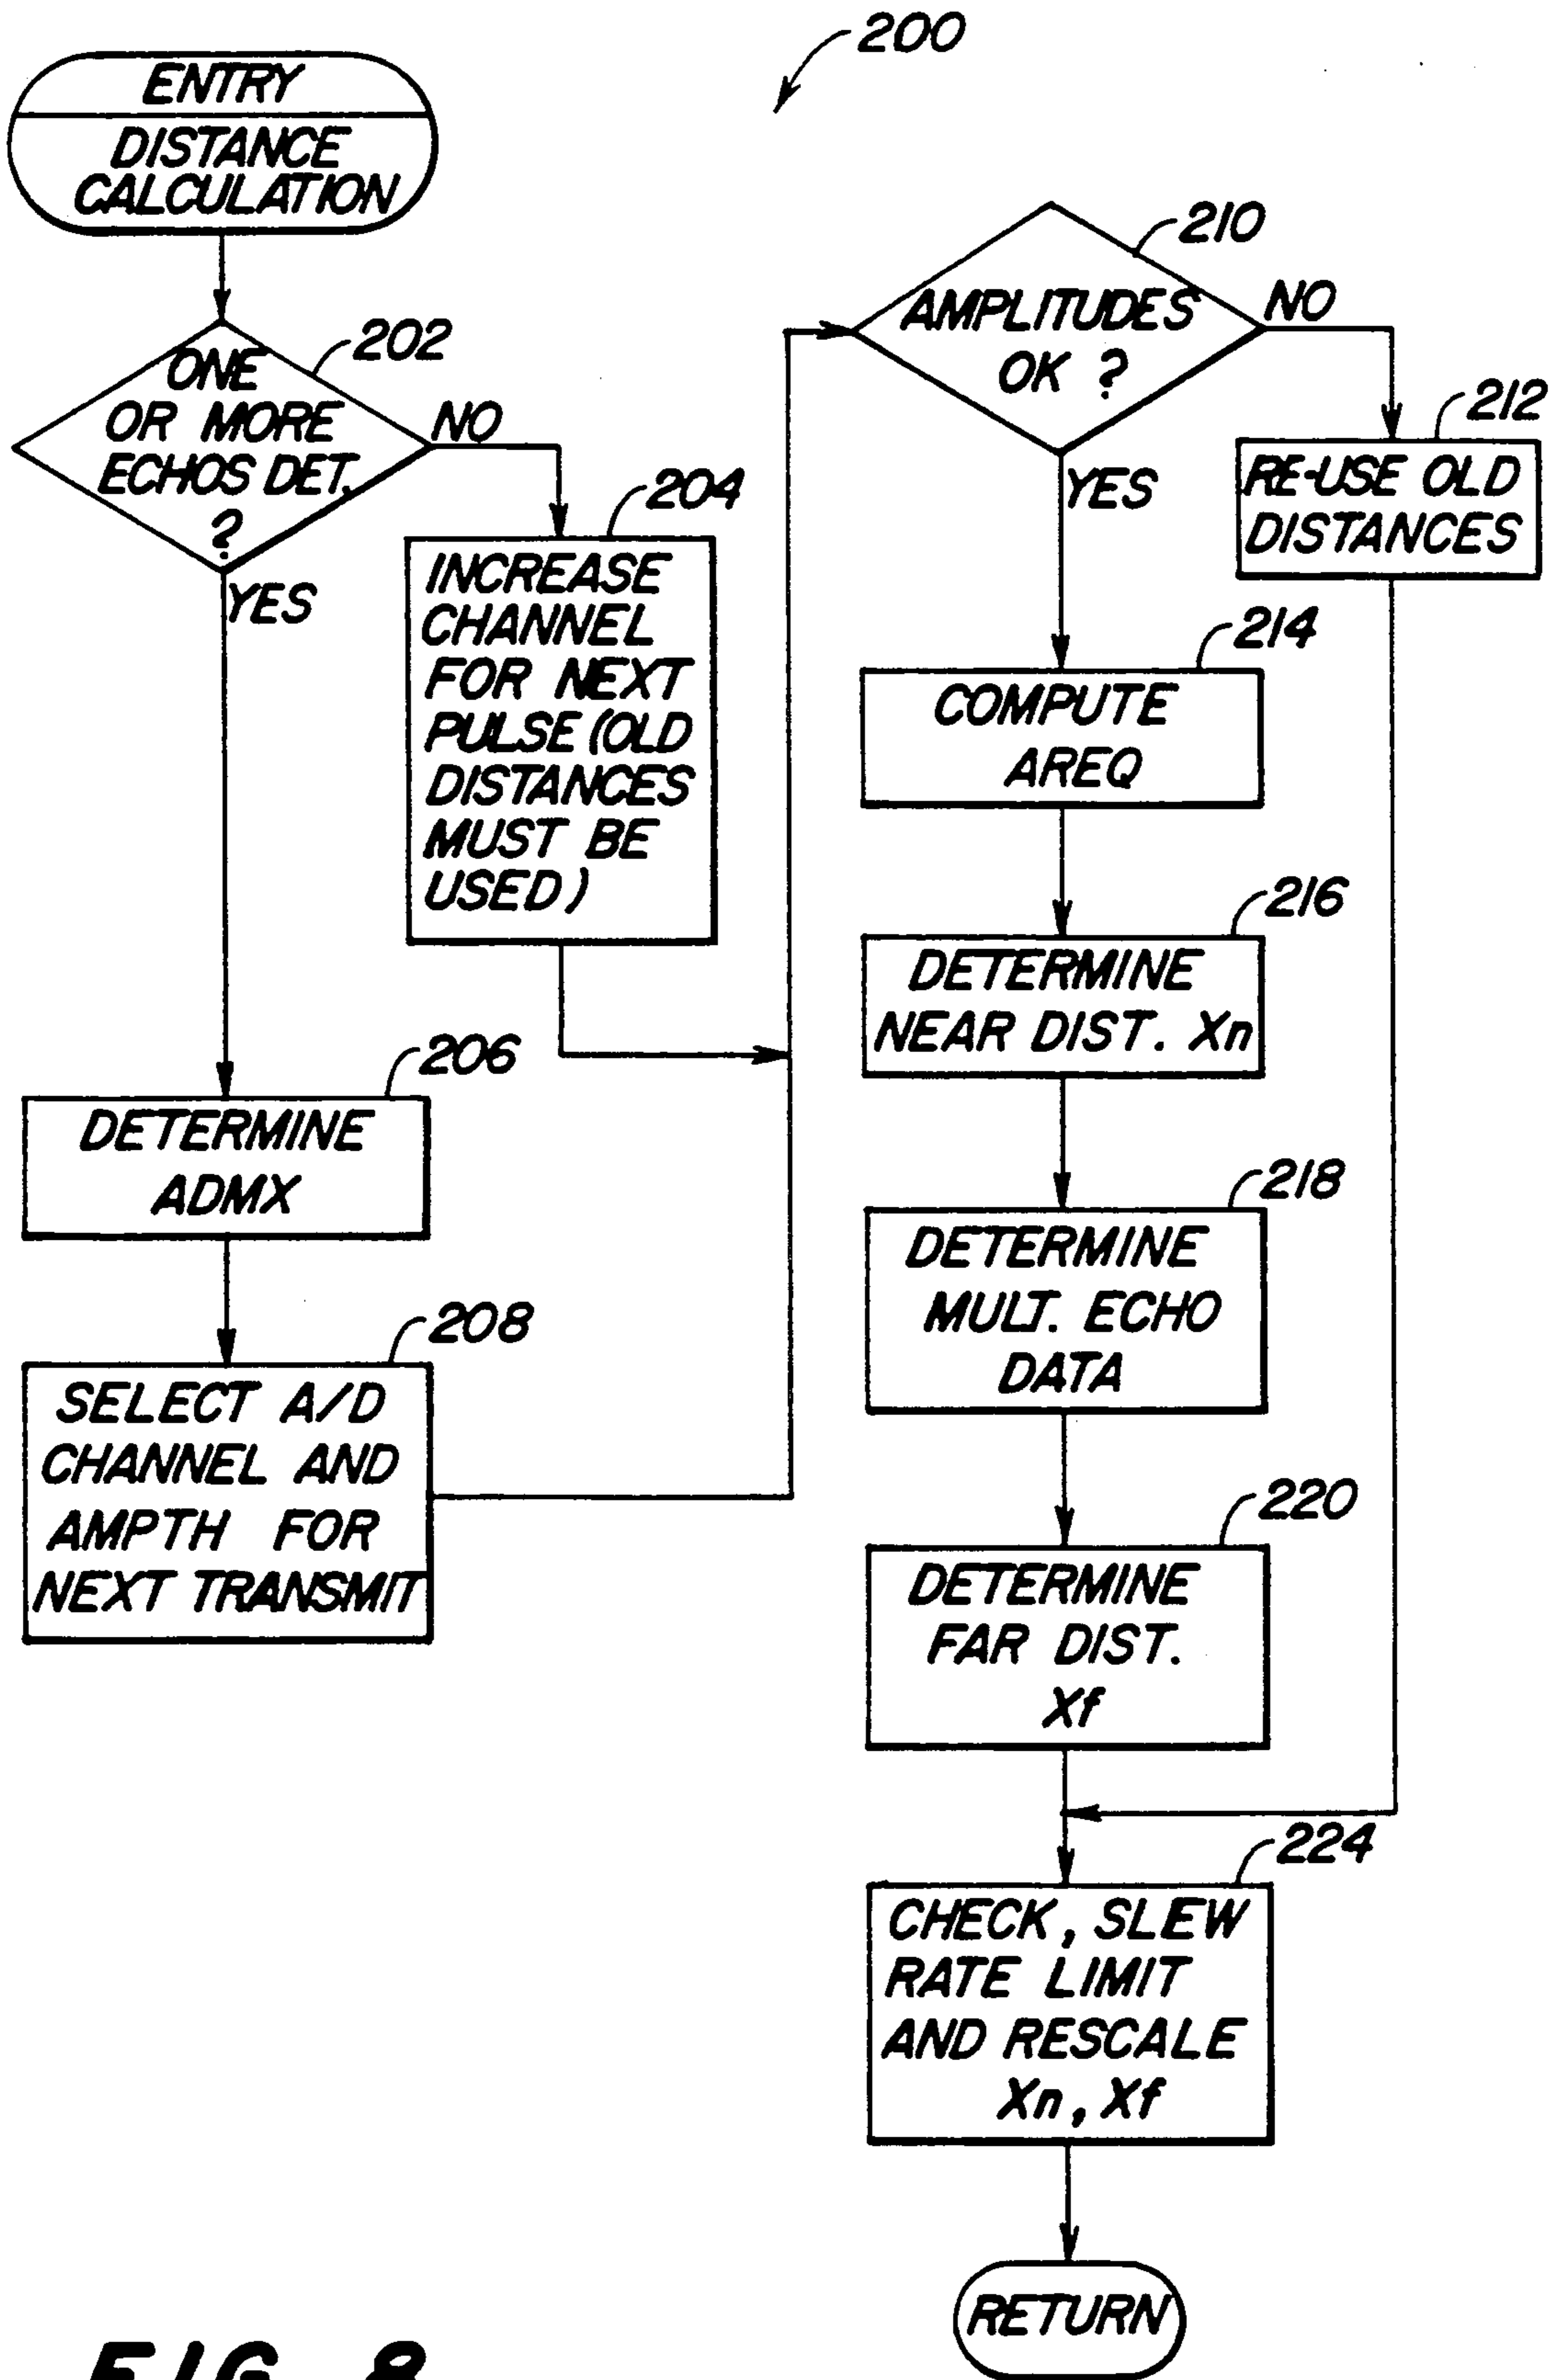 200
ENTRY
DISTANCE
CALCULATION
202
ONE
OR MORE
ECHOS DET.
?
NO
YES
204
INCREASE
CHANNEL
FOR NEXT
PULSE (OLD
DISTANCES
MUST BE
USED)
206
DETERMINE
ADMX
208
SELECT A/D
CHANNEL AND
AMPTH FOR
NEXT TRANSMIT
210
AMPLITUDES
OK ?
NO
YES
212
RE-USE OLD
DISTANCES
214
COMPUTE
AREQ
216
DETERMINE
NEAR DIST. Xn
218
DETERMINE
MULT. ECHO
DATA
220
DETERMINE
FAR DIST.
Xf
224
CHECK, SLEW
RATE LIMIT
AND RESCALE
Xn, Xf
RETURN
FIG. 8